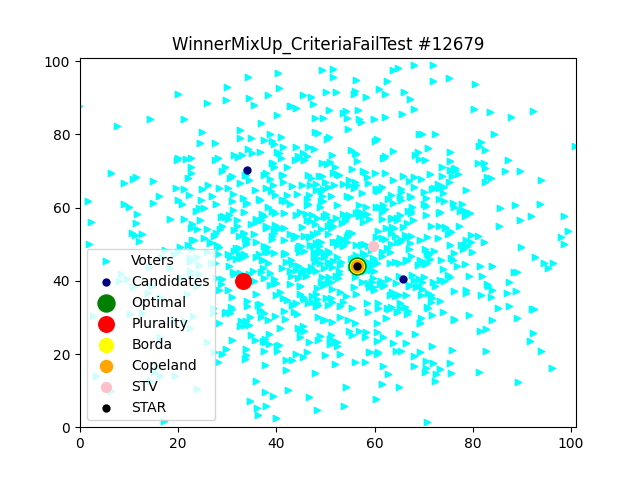 WinnerMixUp_CriteriaFailTest #12679
100
80
60
40
20
0
Voters
Candidates
Optimal
Plurality
Borda
Copeland
STV
STAR
0
20
40
60
80
100